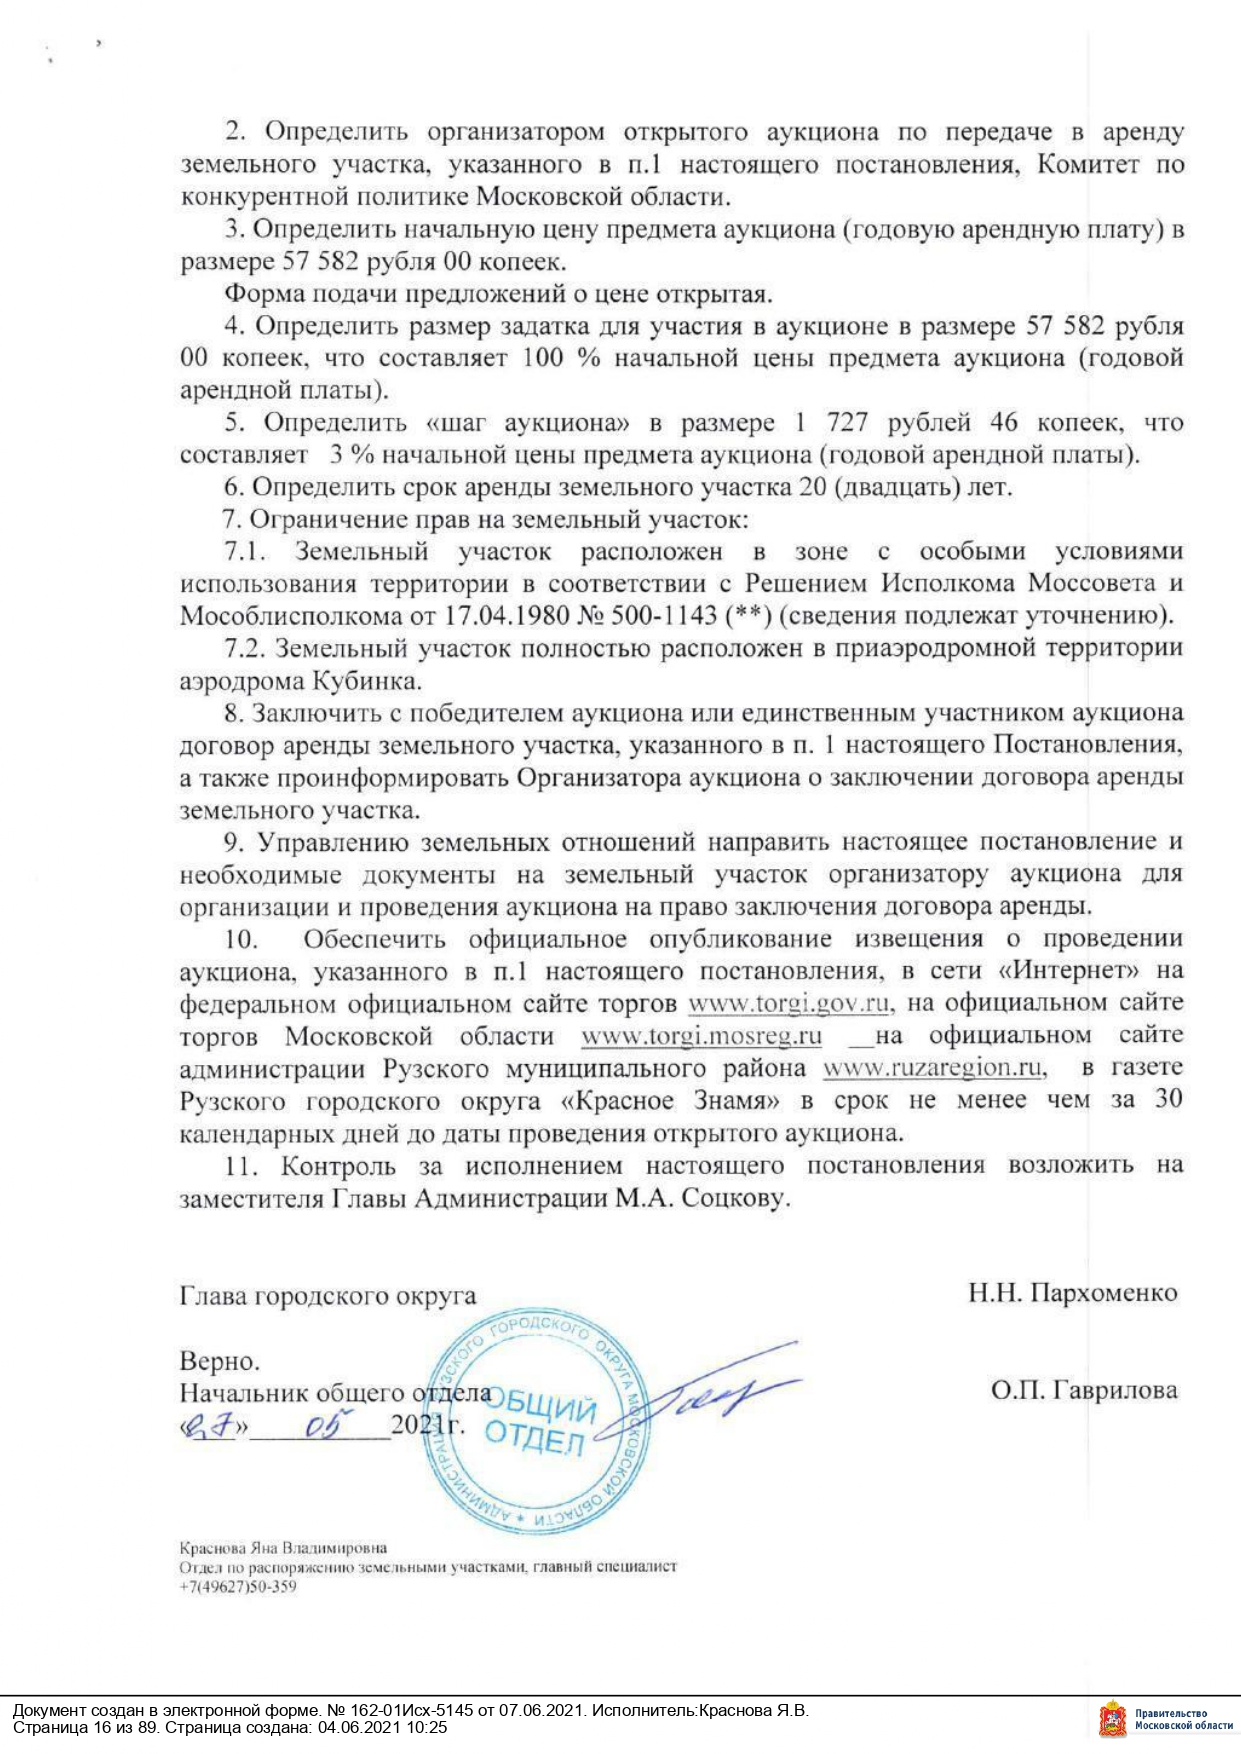 2. Определить организатором открытого аукциона по передаче в аренду
земельного участка, указанного в п.1 настоящего постановления, Комитет по
конкурентной политике Московской области.
3. Определить начальную цену предмета аукциона (годовую арендную плату) в
размере 57 582 рубля 00 копеек.
Форма подачи предложений о цене открытая.
4. Определить размер задатка для участия в аукционе в размере 57 582 рубля
00 копеек, что составляет 100 % начальной цены предмета аукциона (годовой
арендной платы).
5. Определить «шаг аукциона» в размере 1 727 рублей 46 копеек, что
составляет 3 % начальной цены предмета аукциона (годовой арендной платы).
6. Определить срок аренды земельного участка 20 (двадцать) лет.
7. Ограничение прав на земельный участок:
7.1. Земельный участок расположен в зоне с особыми условиями
использования территории в соответствии с Решением Исполкома Моссовета и
Мособлисполкома от 17.04.1980 № 500-1143 (**) (сведения подлежат уточнению).
7.2. Земельный участок полностью расположен в приаэродромной территории
аэродрома Кубинка.
8. Заключить с победителем аукциона или единственным участником аукциона
договор аренды земельного участка, указанного в п. 1 настоящего Постановления,
а также проинформировать Организатора аукциона о заключении договора аренды
земельного участка.
9. Управлению земельных отношений направить настоящее постановление и
необходимые документы на земельный участок организатору аукциона для
организации и проведения аукциона на право заключения договора аренды.
10. Обеспечить официальное опубликование извещения о проведении
аукциона, указанного в п.1 настоящего постановления, в сети «Интернет» на
федеральном официальном сайте торгов www.torgi.gov.ru, на официальном сайте
торгов Московской области www.torgi.mosreg.ru __на официальном сайте
администрации Рузского муниципального района www.ruzaregion.ru, в газете
Рузского городского округа «Красное Знамя» в срок не менее чем за 30
календарных дней до даты проведения открытого аукциона.
11. Контроль за исполнением настоящего постановления возложить на
заместителя Главы Администрации М.А. Соцкову.
Глава городского округа Н.Н. Пархоменко
Верно.
Начальник общего отдела О.П. Гаврилова
«27» 05 2021г.
АДМИНИСТРАЦИЯ РУЗСКОГО ГОРОДСКОГО ОКРУГА МОСКОВСКОЙ ОБЛАСТИ *
ОБЩИЙ
ОТДЕЛ
Краснова Яна Владимировна
Отдел по распоряжению земельными участками, главный специалист
+7(49627)50-359
Документ создан в электронной форме. № 162-01Исх-5145 от 07.06.2021. Исполнитель:Краснова Я.В.
Страница 16 из 89. Страница создана: 04.06.2021 10:25
Правительство
Московской области